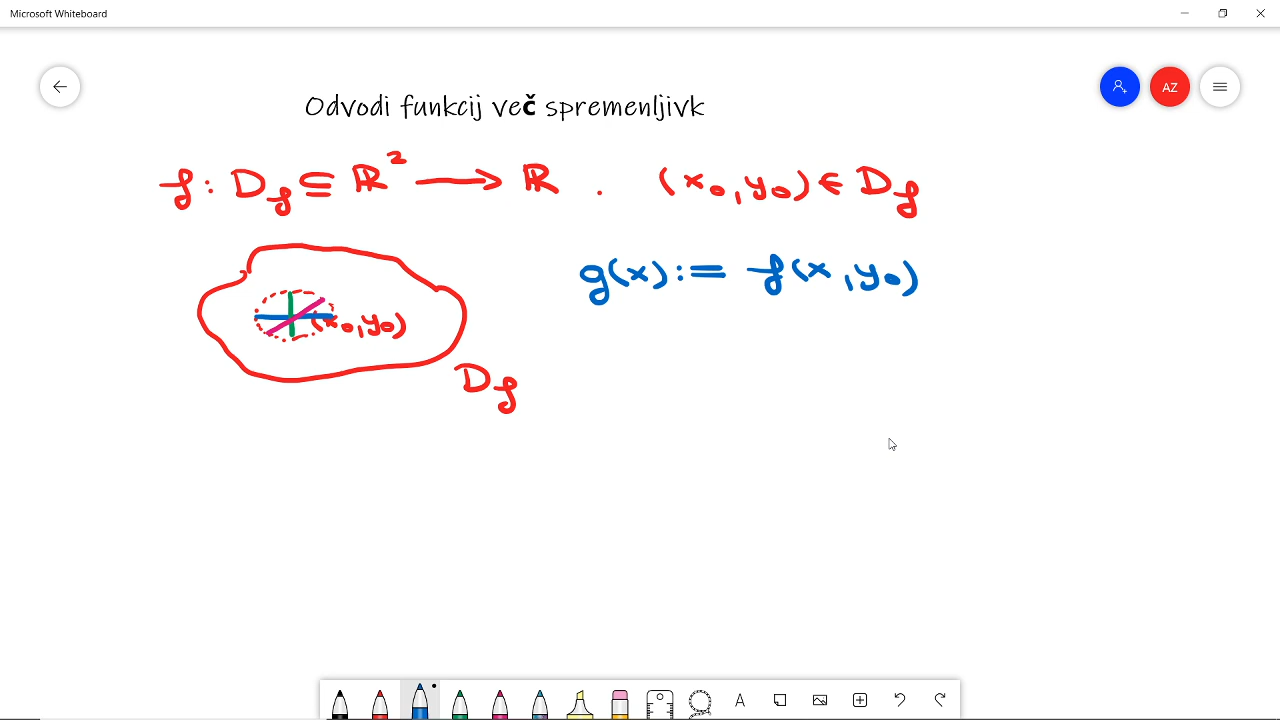 Microsoft Whiteboard
AZ
Odvodi funkcij več spremenljivk
f: D_f ⊆ ℝ² ⟶ ℝ . (x₀,y₀) ∈ D_f
g(x) := f(x,y₀)
(x₀,y₀)
D_f
A